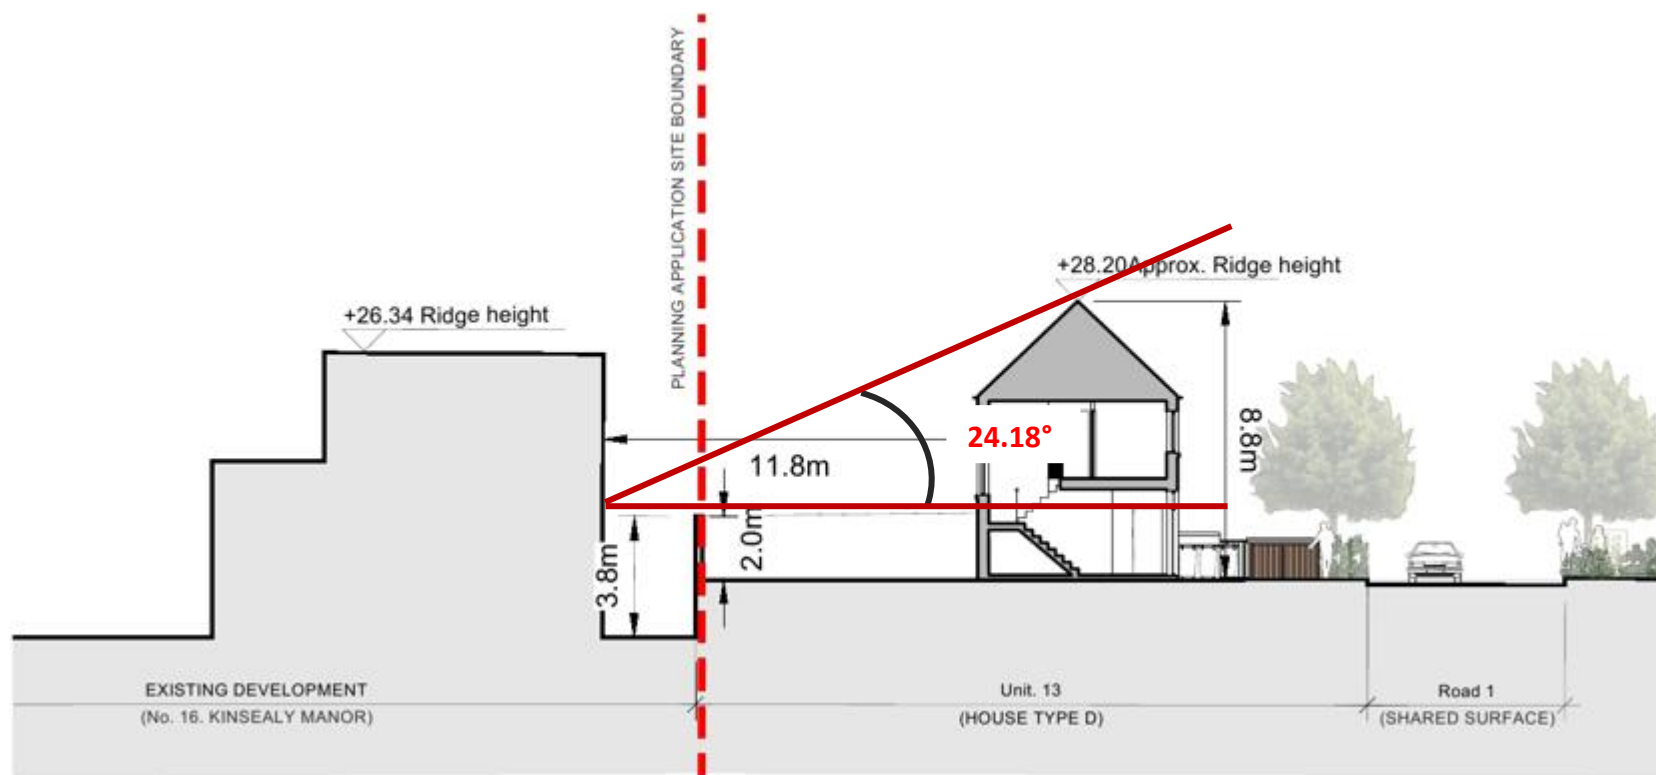 PLANNING APPLICATION SITE BOUNDARY
+28.20Approx. Ridge height
+26.34 Ridge height
24.18°
11.8m
8.8m
2.0m
3.8m
EXISTING DEVELOPMENT
(No. 16. KINSEALY MANOR)
Unit. 13
(HOUSE TYPE D)
Road 1
(SHARED SURFACE)